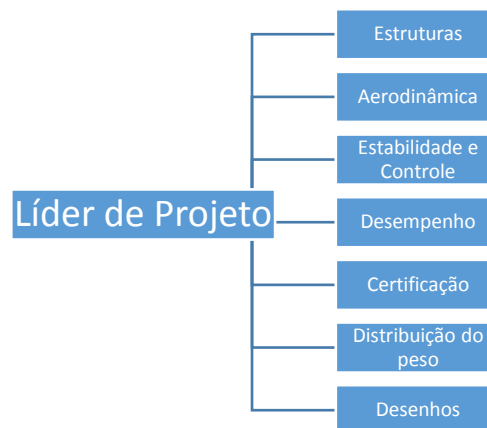 Líder de Projeto
Estruturas
Aerodinâmica
Estabilidade e
Controle
Desempenho
Certificação
Distribuição do
peso
Desenhos